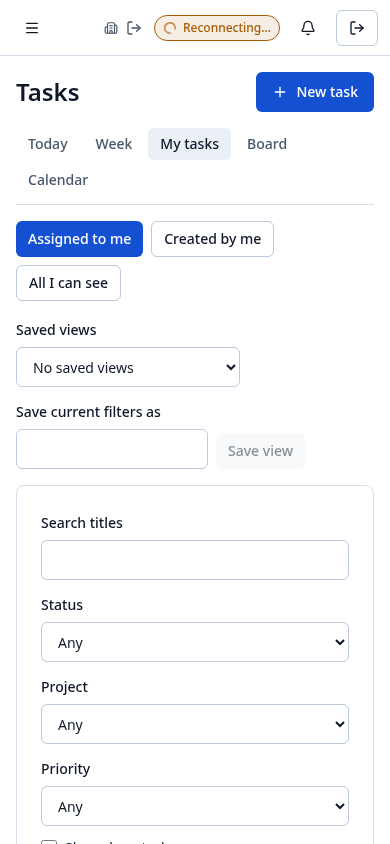 Reconnecting...
Tasks
New task
Today
Week
My tasks
Board
Calendar
Assigned to me
Created by me
All I can see
Saved views
No saved views
Save current filters as
Save view
Search titles
Status
Any
Project
Any
Priority
Any